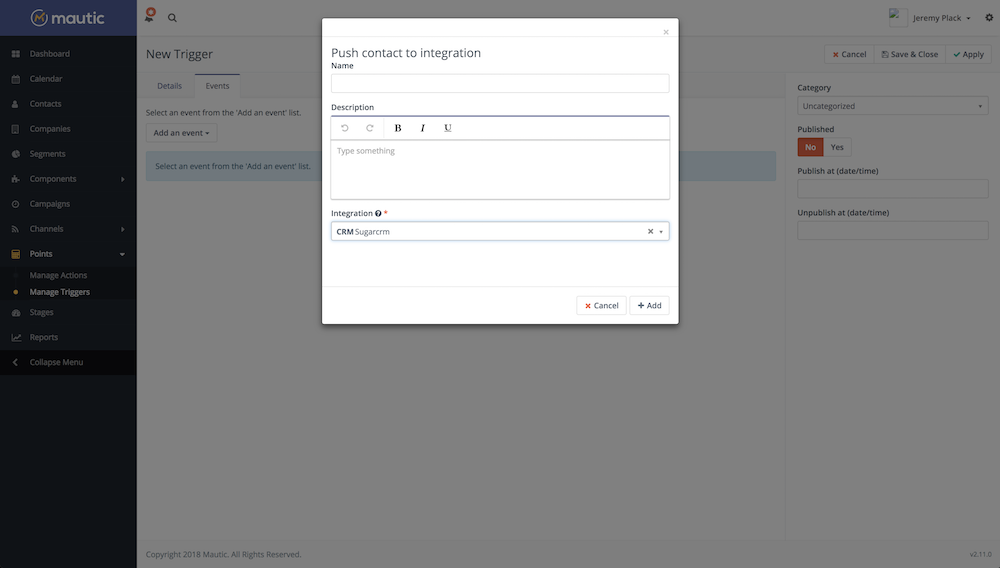 mautic
Jeremy Plack
Dashboard
Calendar
Contacts
Companies
Segments
Components
Campaigns
Channels
Points
Manage Actions
Manage Triggers
Stages
Reports
Collapse Menu
New Trigger
Cancel
Save & Close
Apply
Details
Events
Select an event from the 'Add an event' list.
Add an event
Select an event from the 'Add an event' list.
×
Push contact to integration
Name
Description
B I U
Type something
Integration *
CRM Sugarcrm
Cancel
Add
Category
Uncategorized
Published
No Yes
Publish at (date/time)
Unpublish at (date/time)
Copyright 2018 Mautic. All Rights Reserved.
v2.11.0